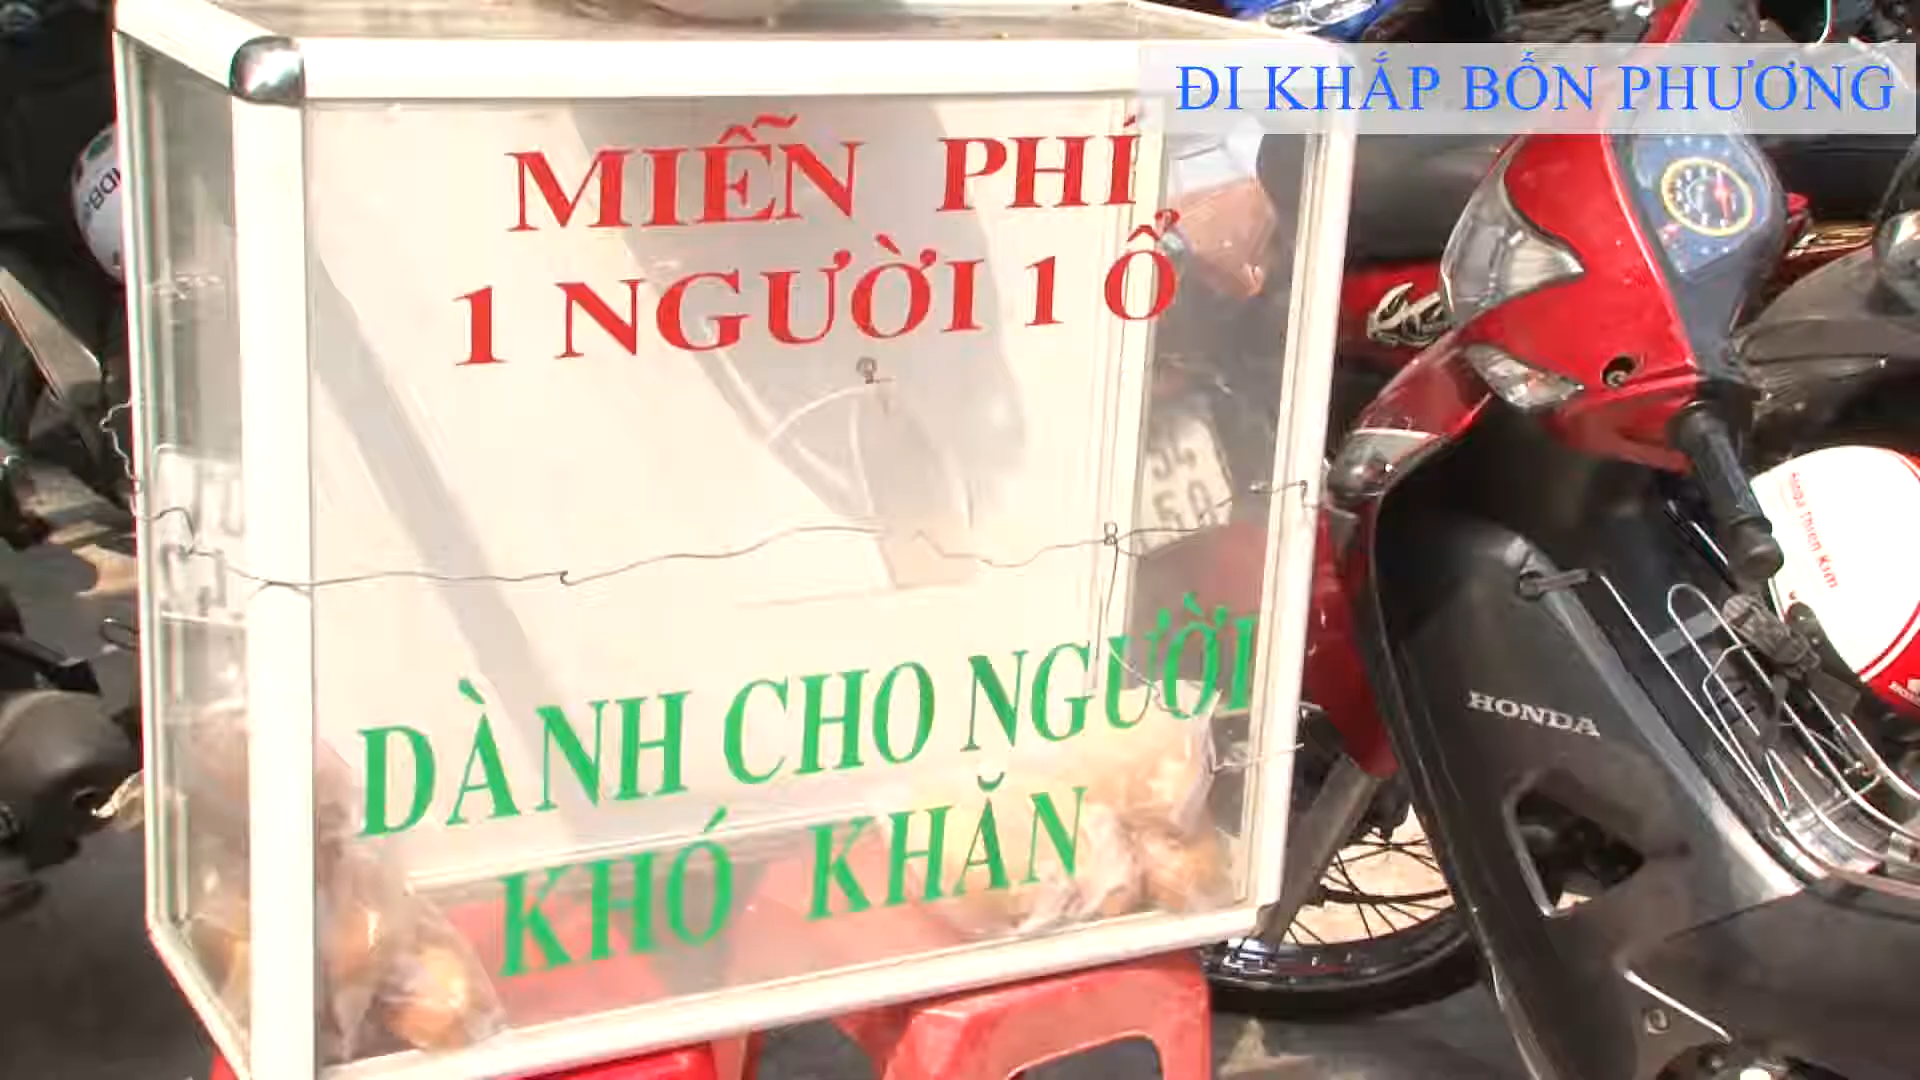 ĐI KHẮP BỐN PHƯƠNG
MIỄN PHÍ
1 NGƯỜI 1 Ổ
DÀNH CHO NGƯỜI
KHÓ KHĂN
HONDA